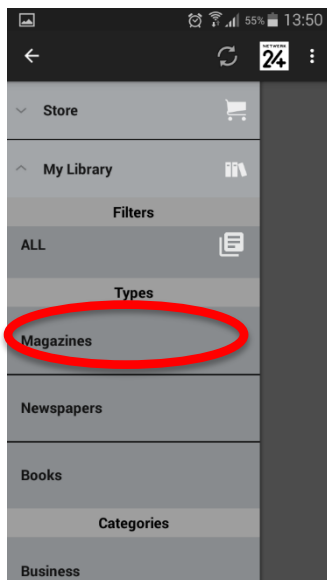 55% 13:50
NETWERK
24
Store
My Library
Filters
ALL
Types
Magazines
Newspapers
Books
Categories
Business